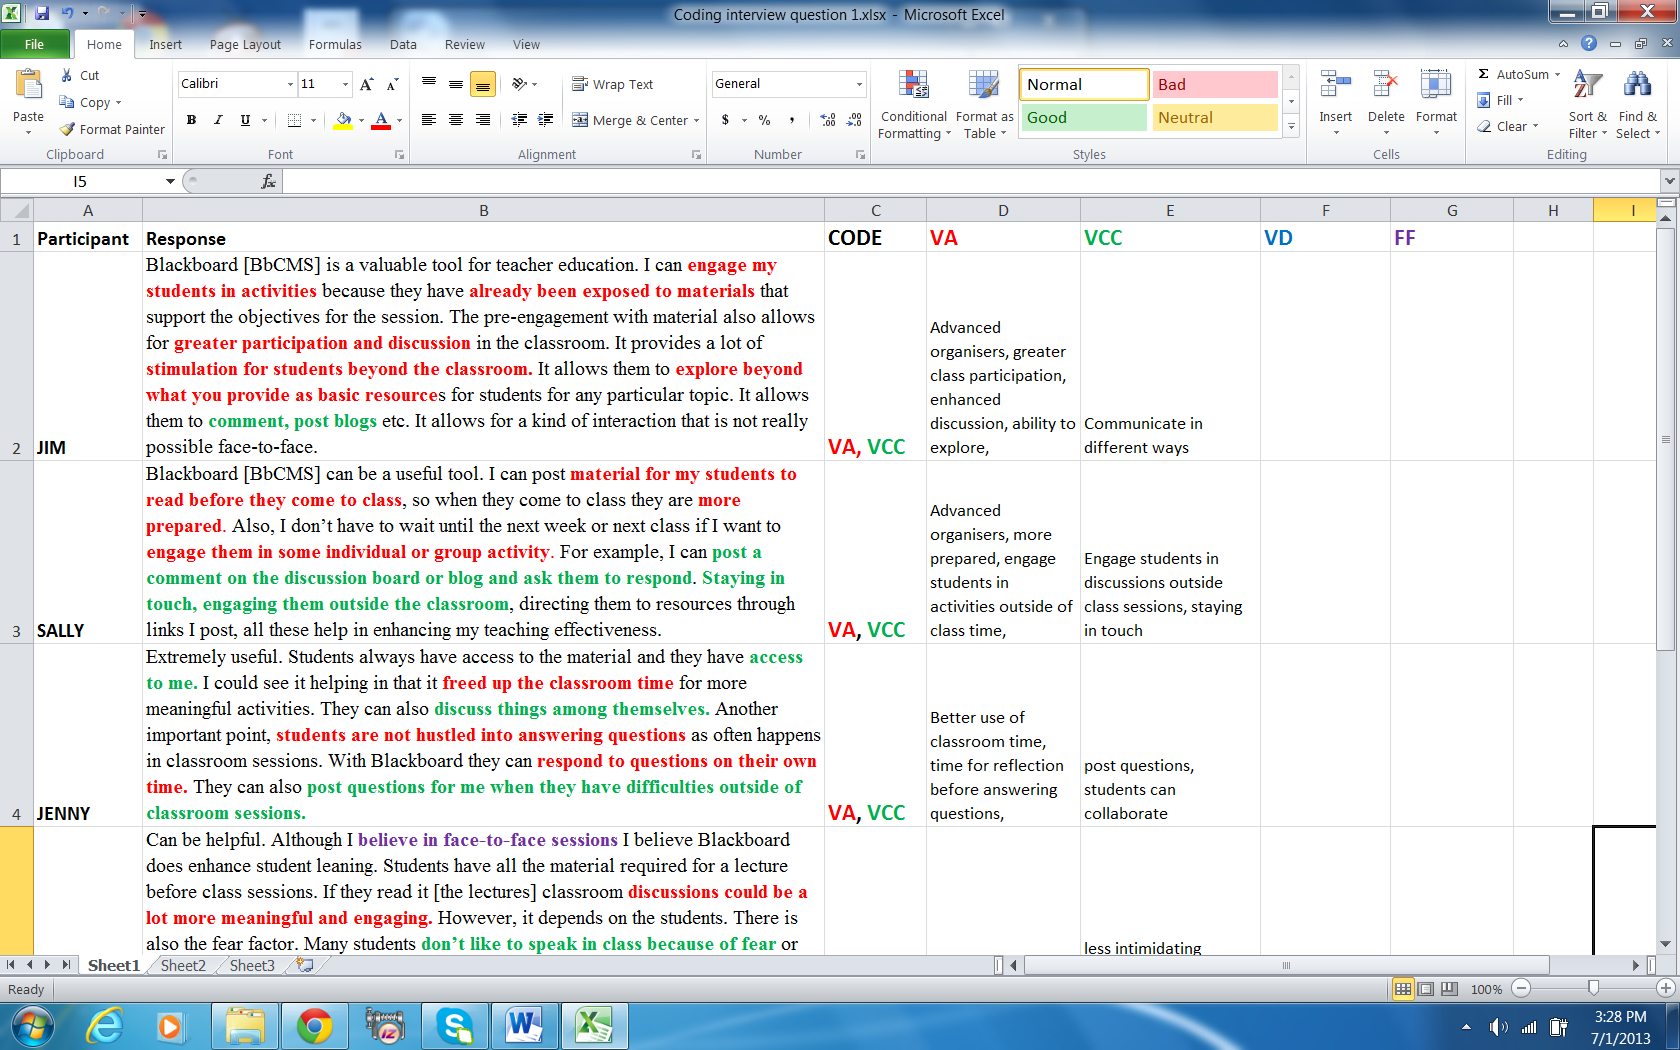 Coding interview question 1.xlsx - Microsoft Excel
File Home Insert Page Layout Formulas Data Review View
Paste
Cut
Copy
Format Painter
Clipboard
Calibri 11
B I U
Font
Wrap Text
Merge & Center
Alignment
General
$ % ,
Number
Conditional Formatting
Format as Table
Normal Bad
Good Neutral
Styles
Insert Delete Format
Cells
AutoSum
Fill
Clear
Sort & Filter
Find & Select
Editing
I5 fx
A B C D E F G H I
1 Participant Response CODE VA VCC VD FF
Blackboard [BbCMS] is a valuable tool for teacher education. I can engage my
students in activities because they have already been exposed to materials that
support the objectives for the session. The pre-engagement with material also allows
for greater participation and discussion in the classroom. It provides a lot of
stimulation for students beyond the classroom. It allows them to explore beyond
what you provide as basic resources for students for any particular topic. It allows
them to comment, post blogs etc. It allows for a kind of interaction that is not really
possible face-to-face.
2 JIM
VA, VCC
Advanced
organisers, greater
class participation,
enhanced
discussion, ability to
explore,
Communicate in
different ways
Blackboard [BbCMS] can be a useful tool. I can post material for my students to
read before they come to class, so when they come to class they are more
prepared. Also, I don’t have to wait until the next week or next class if I want to
engage them in some individual or group activity. For example, I can post a
comment on the discussion board or blog and ask them to respond. Staying in
touch, engaging them outside the classroom, directing them to resources through
links I post, all these help in enhancing my teaching effectiveness.
3 SALLY
VA, VCC
Advanced
organisers, more
prepared, engage
students in
activities outside of
class time,
Engage students in
discussions outside
class sessions, staying
in touch
Extremely useful. Students always have access to the material and they have access
to me. I could see it helping in that it freed up the classroom time for more
meaningful activities. They can also discuss things among themselves. Another
important point, students are not hustled into answering questions as often happens
in classroom sessions. With Blackboard they can respond to questions on their own
time. They can also post questions for me when they have difficulties outside of
classroom sessions.
4 JENNY
VA, VCC
Better use of
classroom time,
time for reflection
before answering
questions,
post questions,
students can
collaborate
Can be helpful. Although I believe in face-to-face sessions I believe Blackboard
does enhance student leaning. Students have all the material required for a lecture
before class sessions. If they read it [the lectures] classroom discussions could be a
lot more meaningful and engaging. However, it depends on the students. There is
also the fear factor. Many students don’t like to speak in class because of fear or
less intimidating
Sheet1 Sheet2 Sheet3
Ready 100%
3:28 PM
7/1/2013